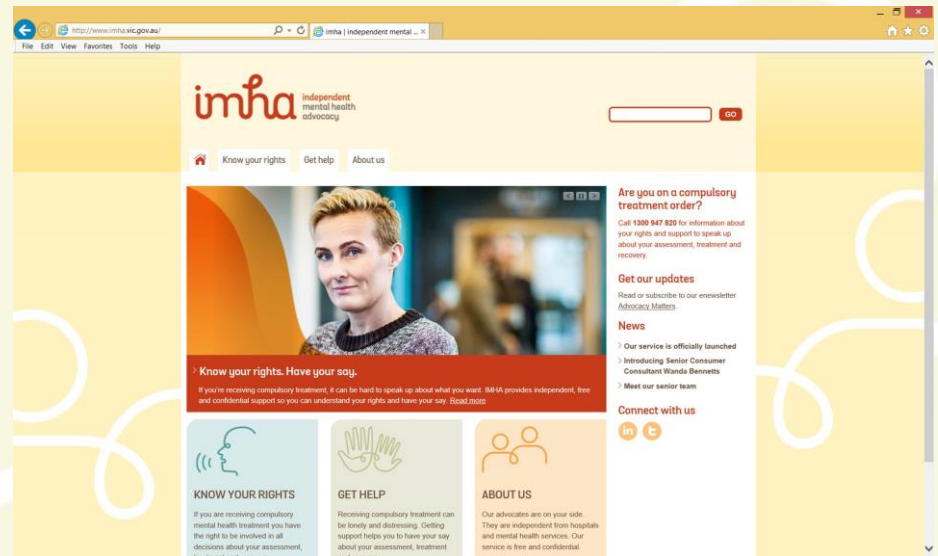 http://www.imha.vic.gov.au/
imha | independent mental ...
File Edit View Favorites Tools Help
imha independent
mental health
advocacy
GO
Know your rights Get help About us
Are you on a compulsory
treatment order?
Call 1300 947 820 for information about
your rights and support to speak up
about your assessment, treatment and
recovery.
Get our updates
Read or subscribe to our enewsletter
Advocacy Matters.
News
Our service is officially launched
Introducing Senior Consumer
Consultant Wanda Bennetts
Meet our senior team
Connect with us
in
t
Know your rights. Have your say.
If you're receiving compulsory treatment, it can be hard to speak up about what you want. IMHA provides independent, free
and confidential support so you can understand your rights and have your say. Read more
KNOW YOUR RIGHTS
If you are receiving compulsory
mental health treatment you have
the right to be involved in all
decisions about your assessment,
GET HELP
Receiving compulsory treatment can
be lonely and distressing. Getting
support helps you to have your say
about your assessment, treatment
ABOUT US
Our advocates are on your side.
They are independent from hospitals
and mental health services. Our
service is free and confidential.